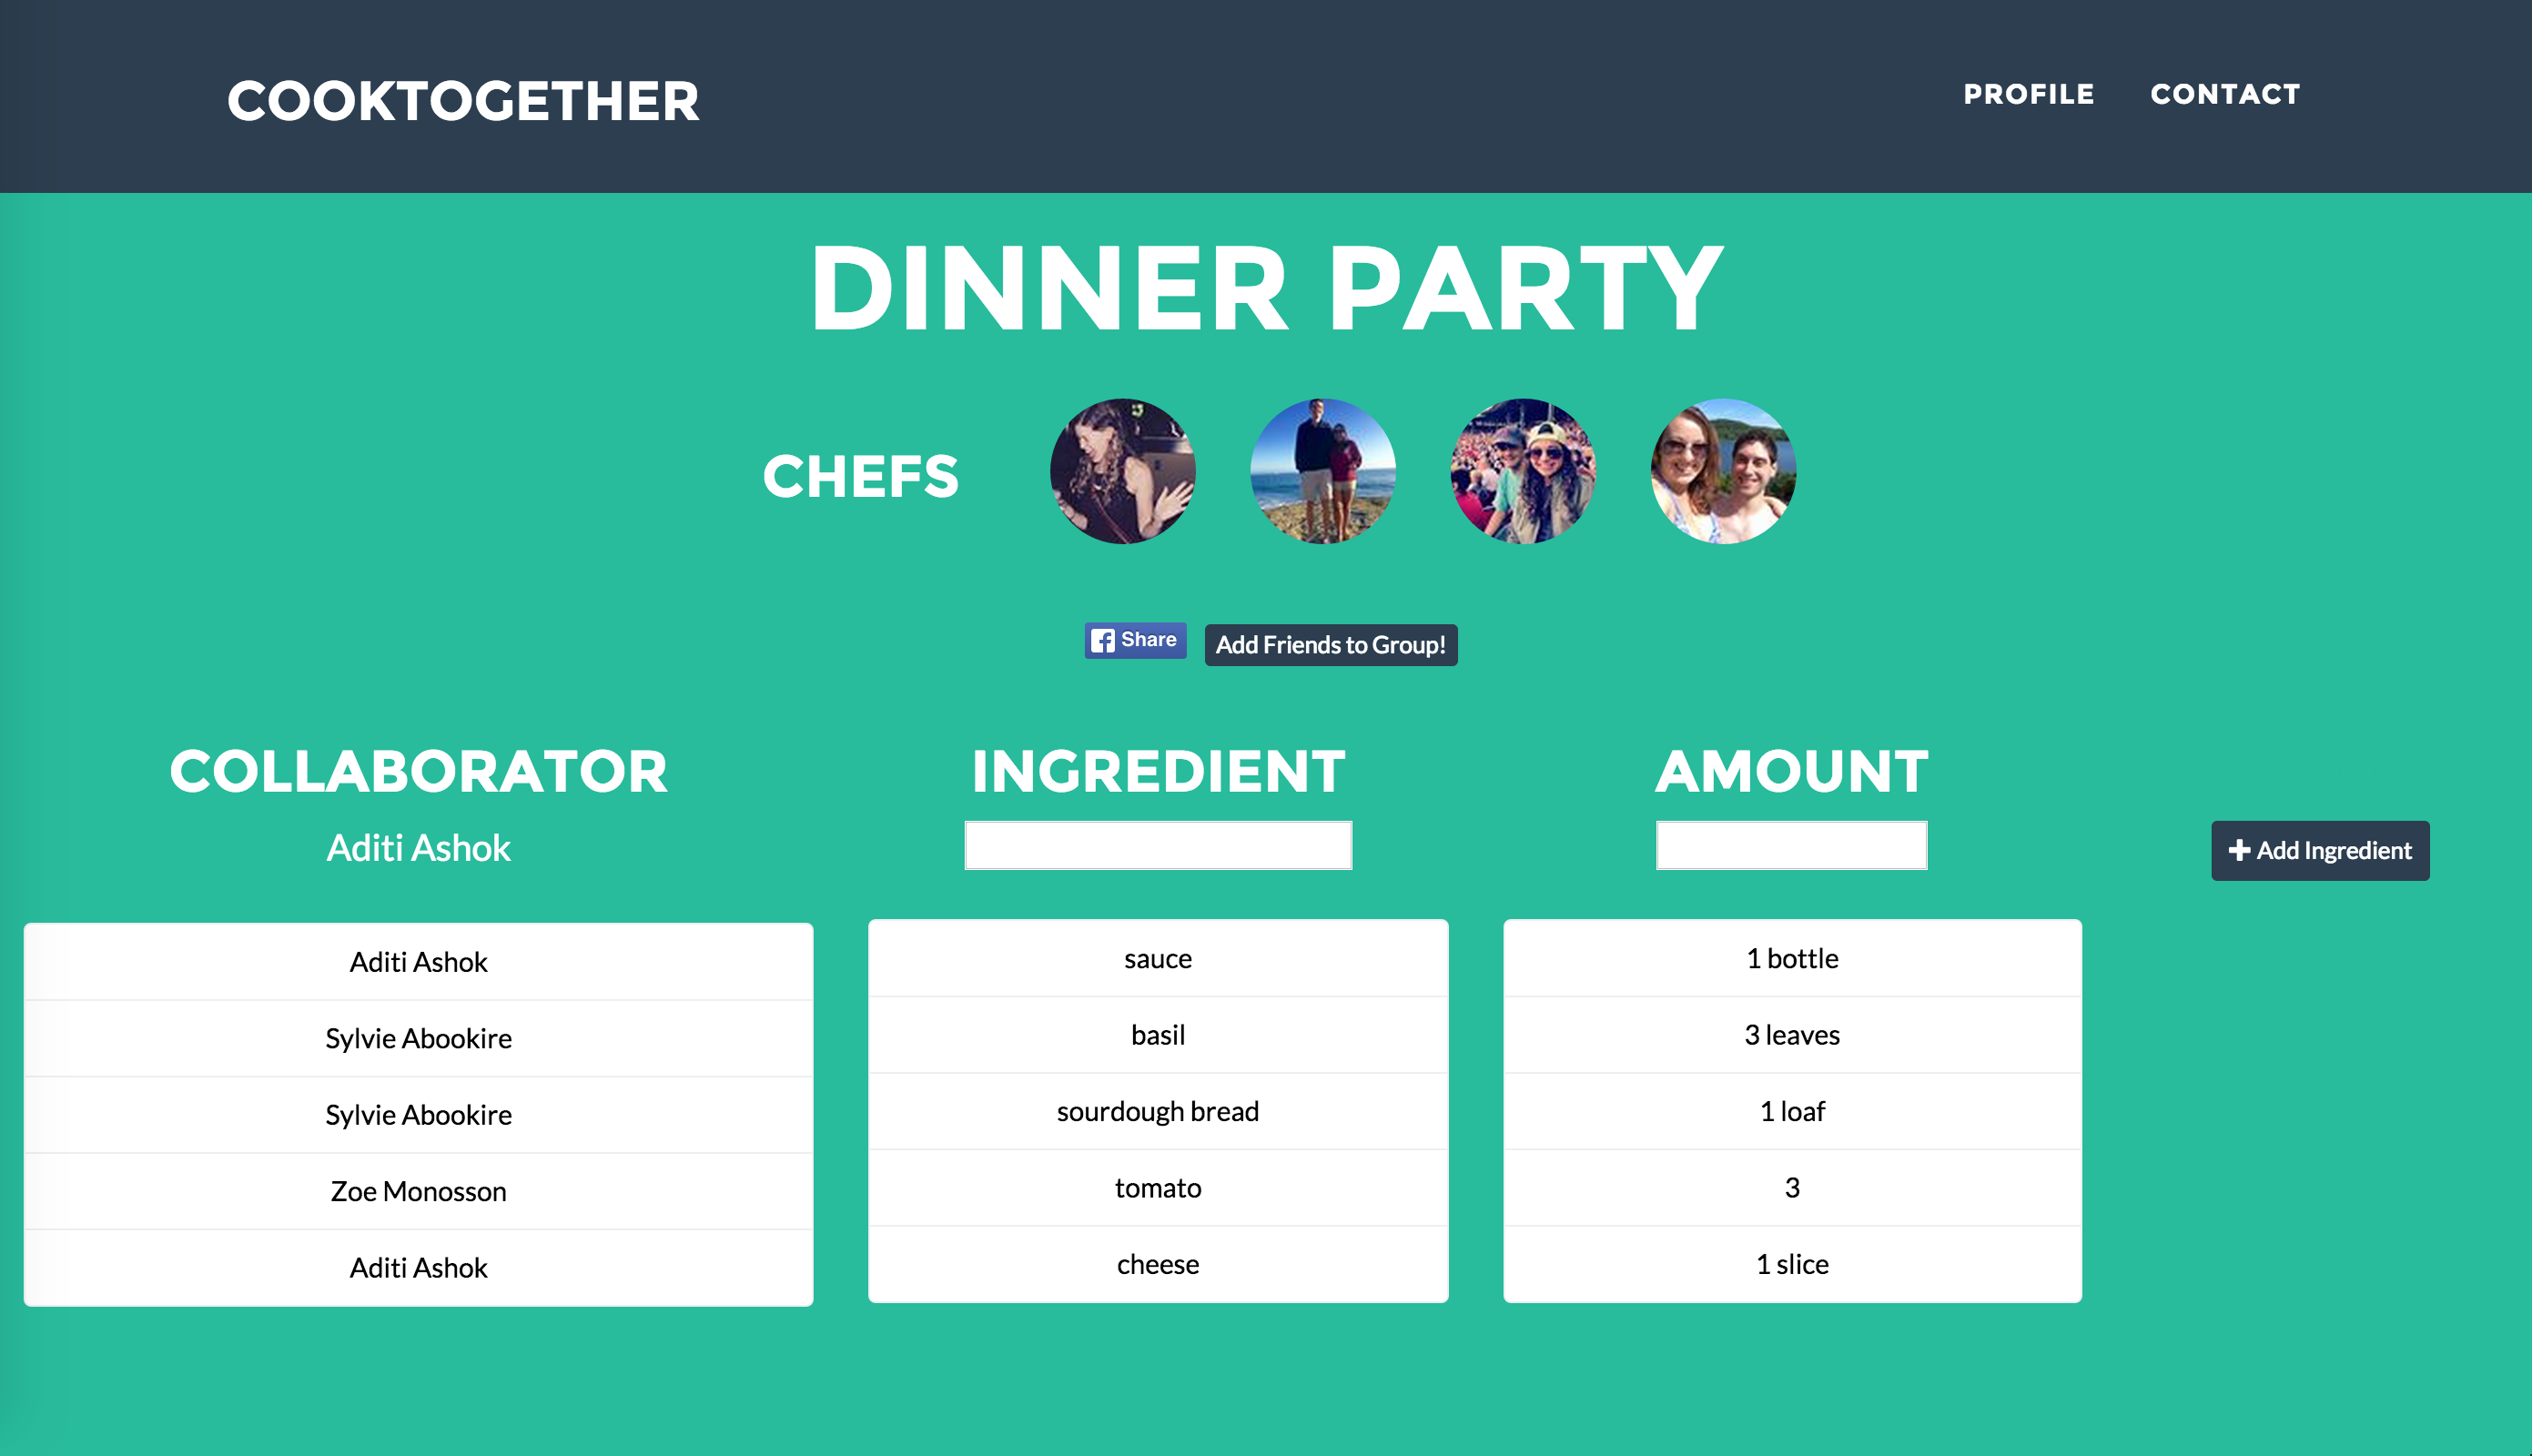 COOKTOGETHER
PROFILE CONTACT
DINNER PARTY
CHEFS
Share Add Friends to Group!
COLLABORATOR INGREDIENT AMOUNT
Aditi Ashok Add Ingredient
Aditi Ashok sauce 1 bottle
Sylvie Abookire basil 3 leaves
Sylvie Abookire sourdough bread 1 loaf
Zoe Monosson tomato 3
Aditi Ashok cheese 1 slice